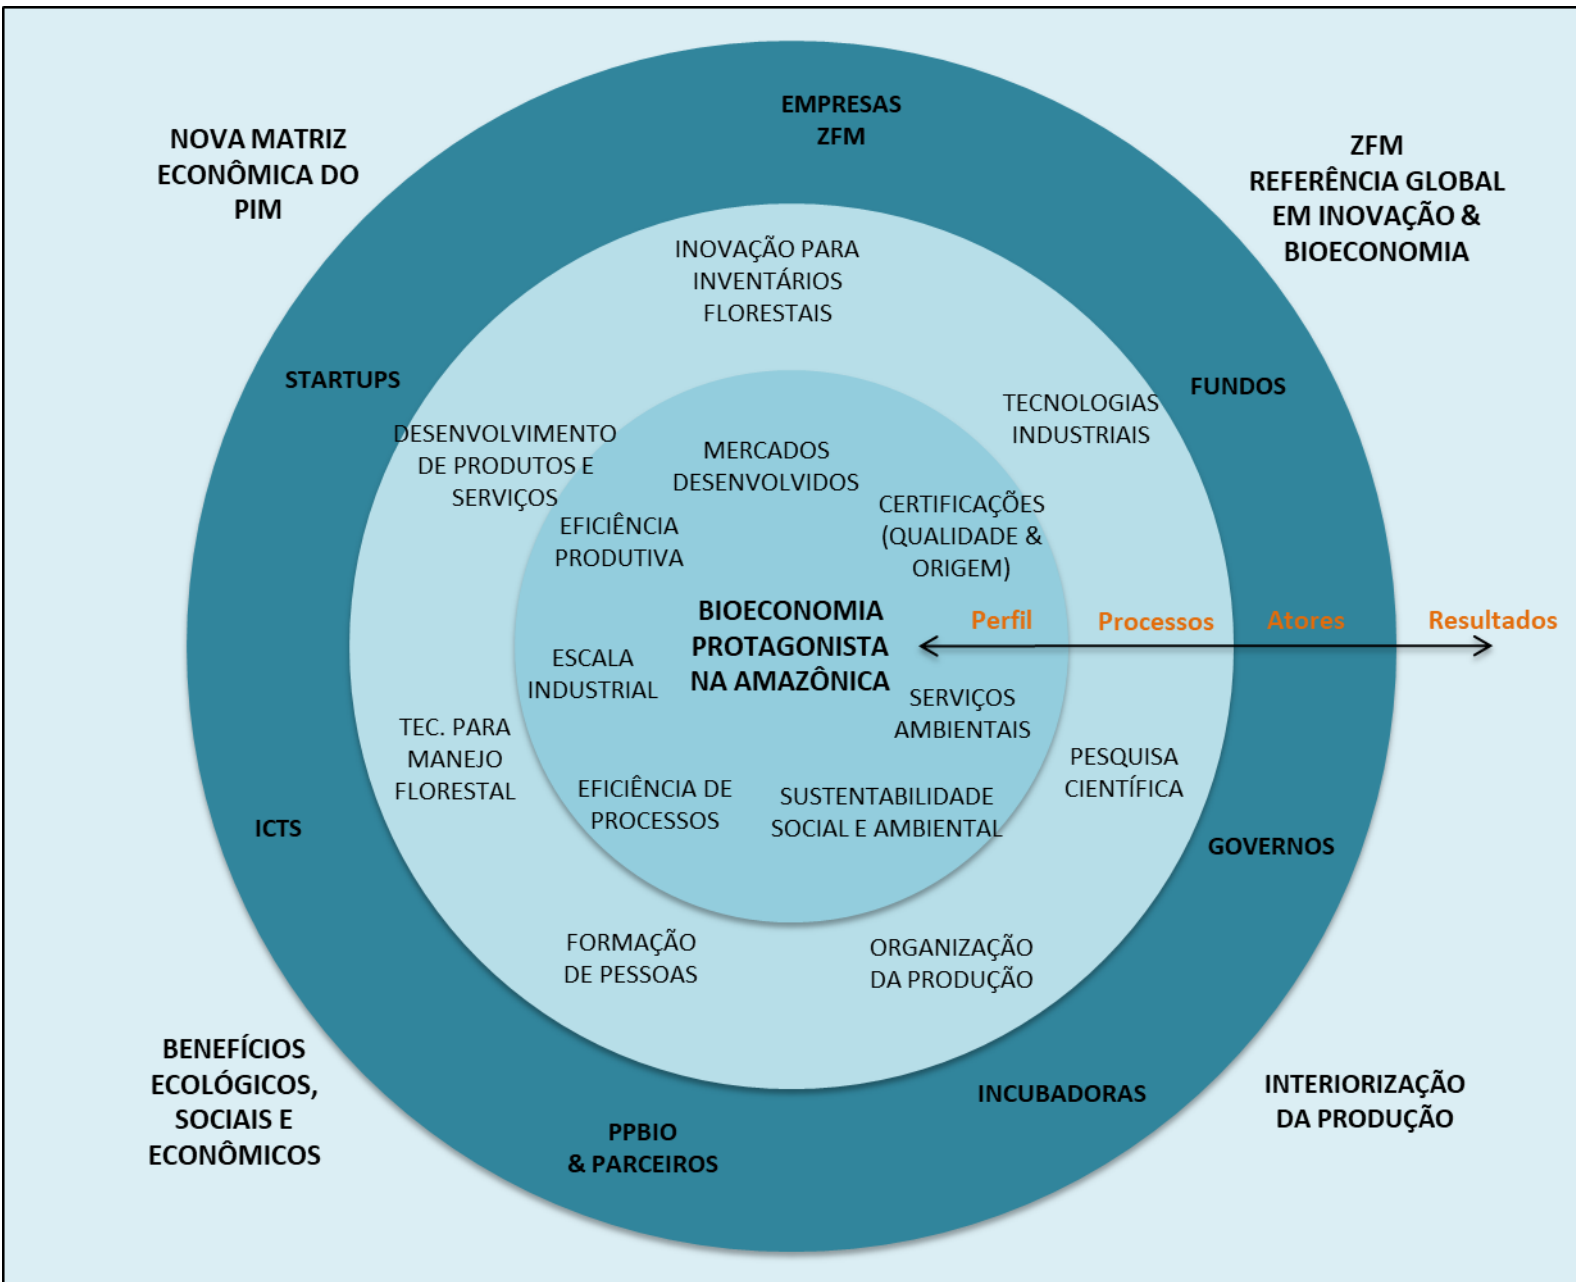 EMPRESAS
ZFM
NOVA MATRIZ
ECONÔMICA DO
PIM
ZFM
REFERÊNCIA GLOBAL
EM INOVAÇÃO &
BIOECONOMIA
INOVAÇÃO PARA
INVENTÁRIOS
FLORESTAIS
STARTUPS
FUNDOS
DESENVOLVIMENTO
DE PRODUTOS E
SERVIÇOS
TECNOLOGIAS
INDUSTRIAIS
MERCADOS
DESENVOLVIDOS
CERTIFICAÇÕES
(QUALIDADE &
ORIGEM)
EFICIÊNCIA
PRODUTIVA
BIOECONOMIA
PROTAGONISTA
NA AMAZÔNICA
Perfil
Processos
Atores
Resultados
ESCALA
INDUSTRIAL
SERVIÇOS
AMBIENTAIS
TEC. PARA
MANEJO
FLORESTAL
PESQUISA
CIENTÍFICA
EFICIÊNCIA DE
PROCESSOS
SUSTENTABILIDADE
SOCIAL E AMBIENTAL
ICTS
GOVERNOS
FORMAÇÃO
DE PESSOAS
ORGANIZAÇÃO
DA PRODUÇÃO
BENEFÍCIOS
ECOLÓGICOS,
SOCIAIS E
ECONÔMICOS
INCUBADORAS
INTERIORIZAÇÃO
DA PRODUÇÃO
PPBIO
& PARCEIROS